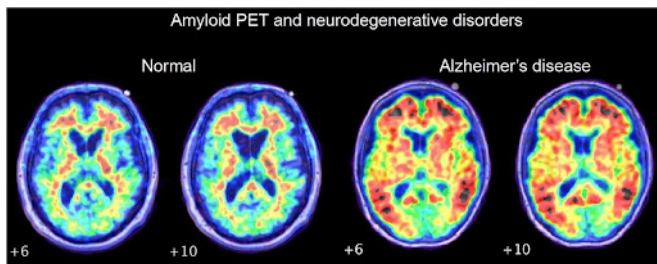 Amyloid PET and neurodegenerative disorders
Normal
Alzheimer's disease
+6
+10
+6
+10